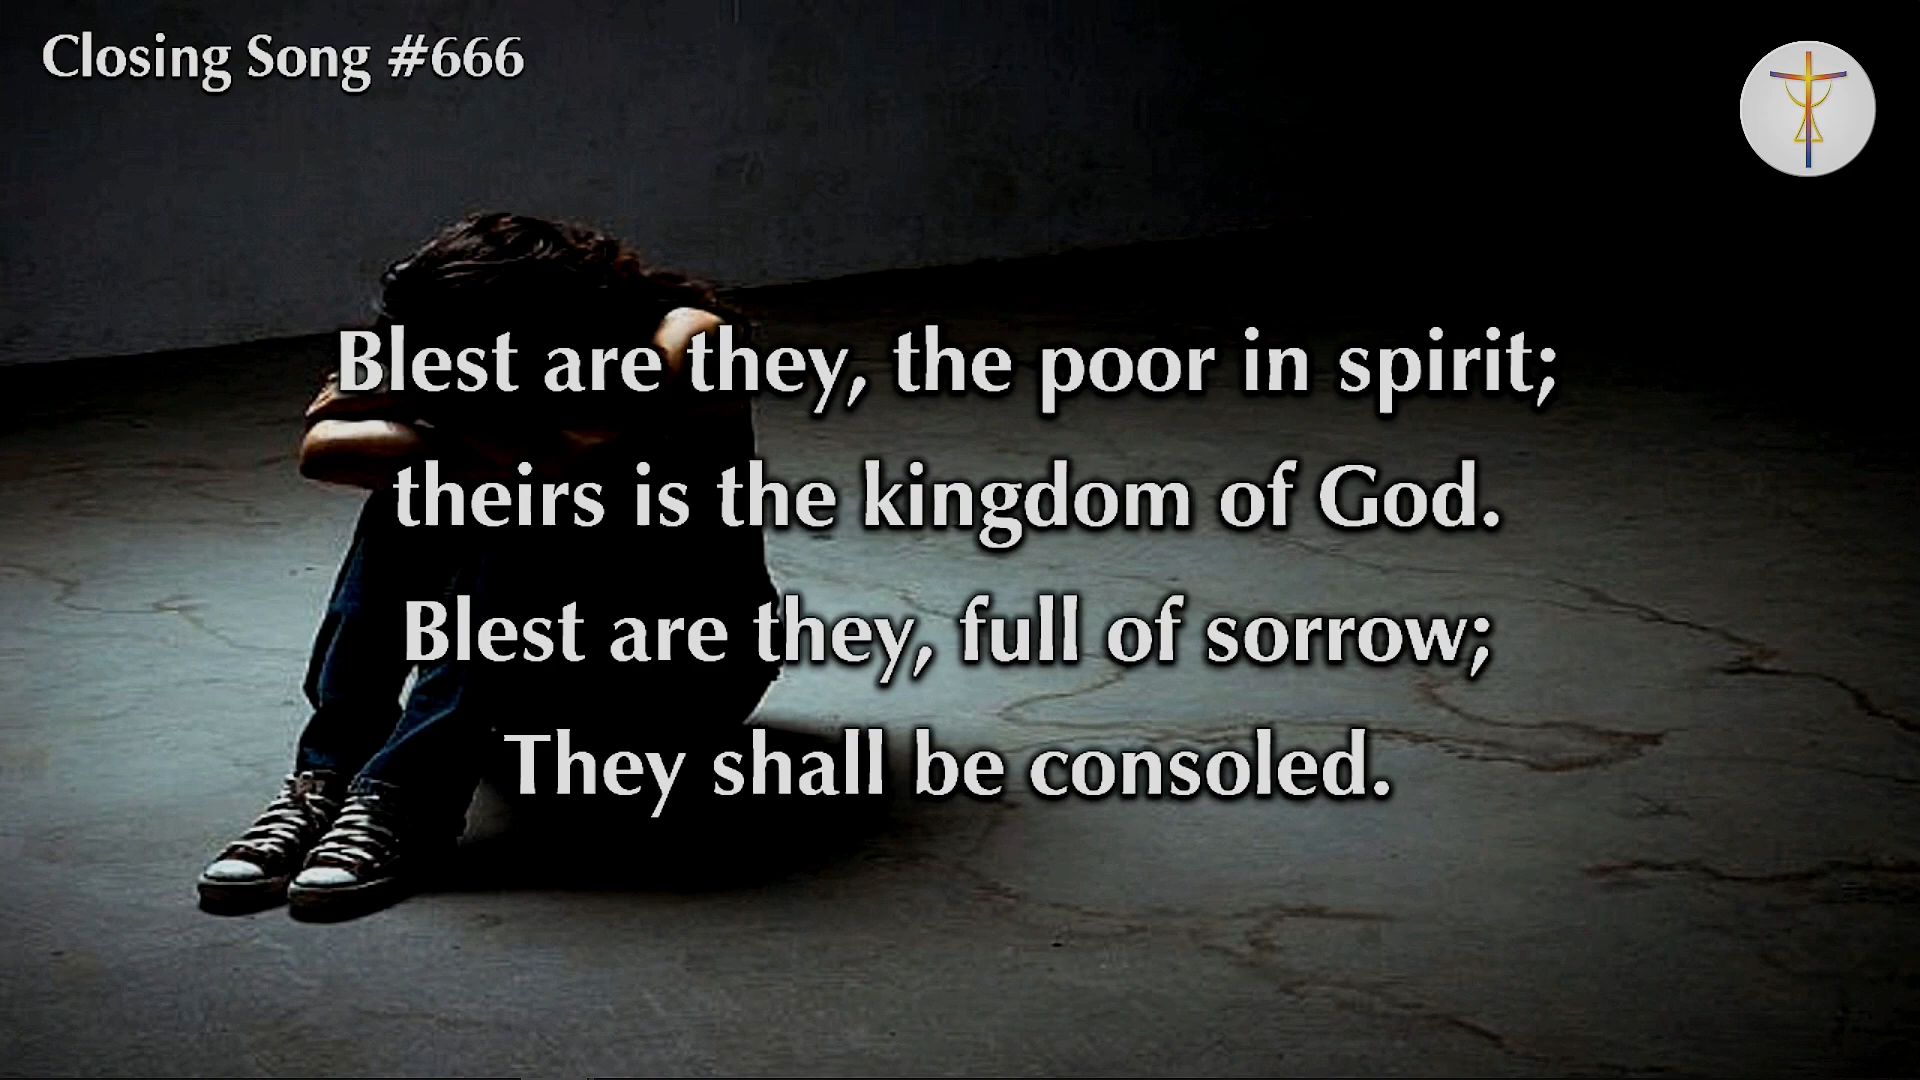 Closing Song #666
Blest are they, the poor in spirit;
theirs is the kingdom of God.
Blest are they, full of sorrow;
They shall be consoled.